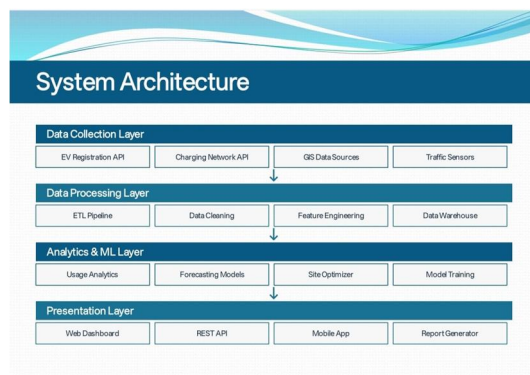 System Architecture
Data Collection Layer
EV Registration API
Charging Network API
GIS Data Sources
Traffic Sensors
Data Processing Layer
ETL Pipeline
Data Cleaning
Feature Engineering
Data Warehouse
Analytics & ML Layer
Usage Analytics
Forecasting Models
Site Optimizer
Model Training
Presentation Layer
Web Dashboard
REST API
Mobile App
Report Generator